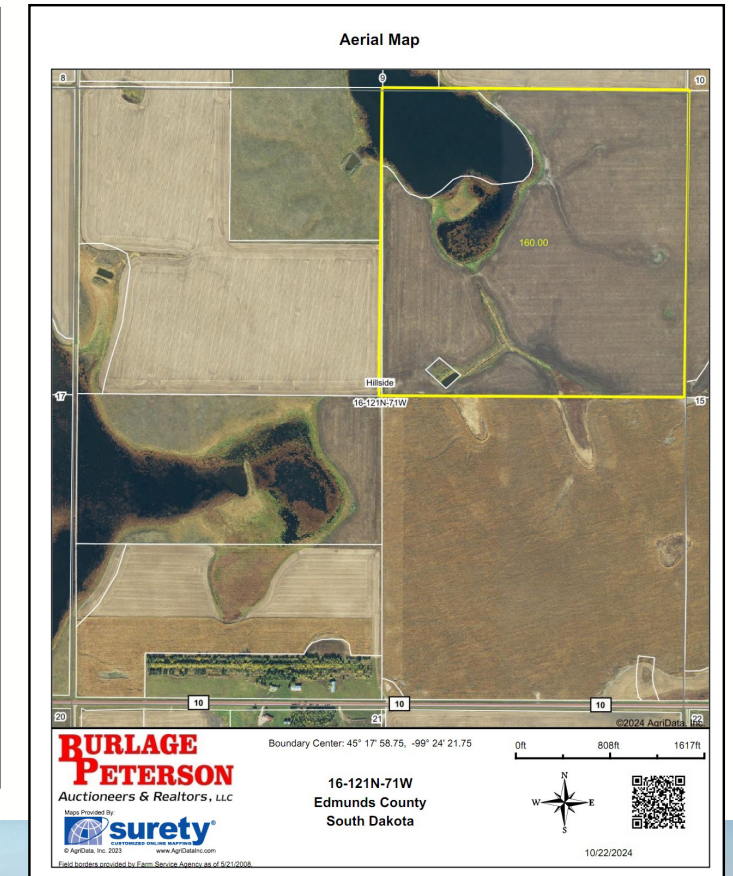 Aerial Map
8
9
10
160.00
Hillside
17
16-121N-71W
15
10
10
10
20
21
22
©2024 AgriData, Inc.
BURLAGE
PETERSON
Auctioneers & Realtors, LLC
Maps Provided By:
surety®
CUSTOMIZED ONLINE MAPPING
© AgriData, Inc. 2023 www.AgriDataInc.com
Field borders provided by Farm Service Agency as of 5/21/2008.
Boundary Center: 45° 17' 58.75, -99° 24' 21.75
16-121N-71W
Edmunds County
South Dakota
0ft 808ft 1617ft
N
W E
S
10/22/2024